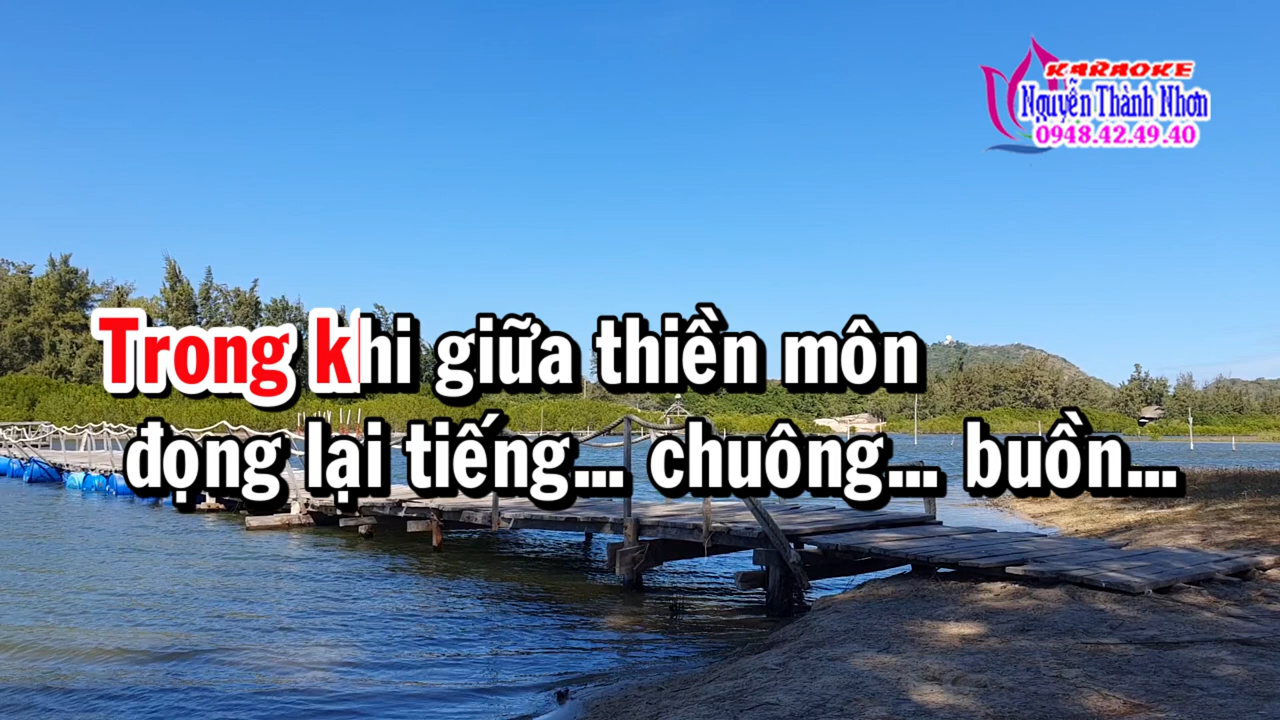 KARAOKE
Nguyễn Thành Nhơn
0948.42.49.40
Trong khi giữa thiền môn
đọng lại tiếng... chuông... buồn...